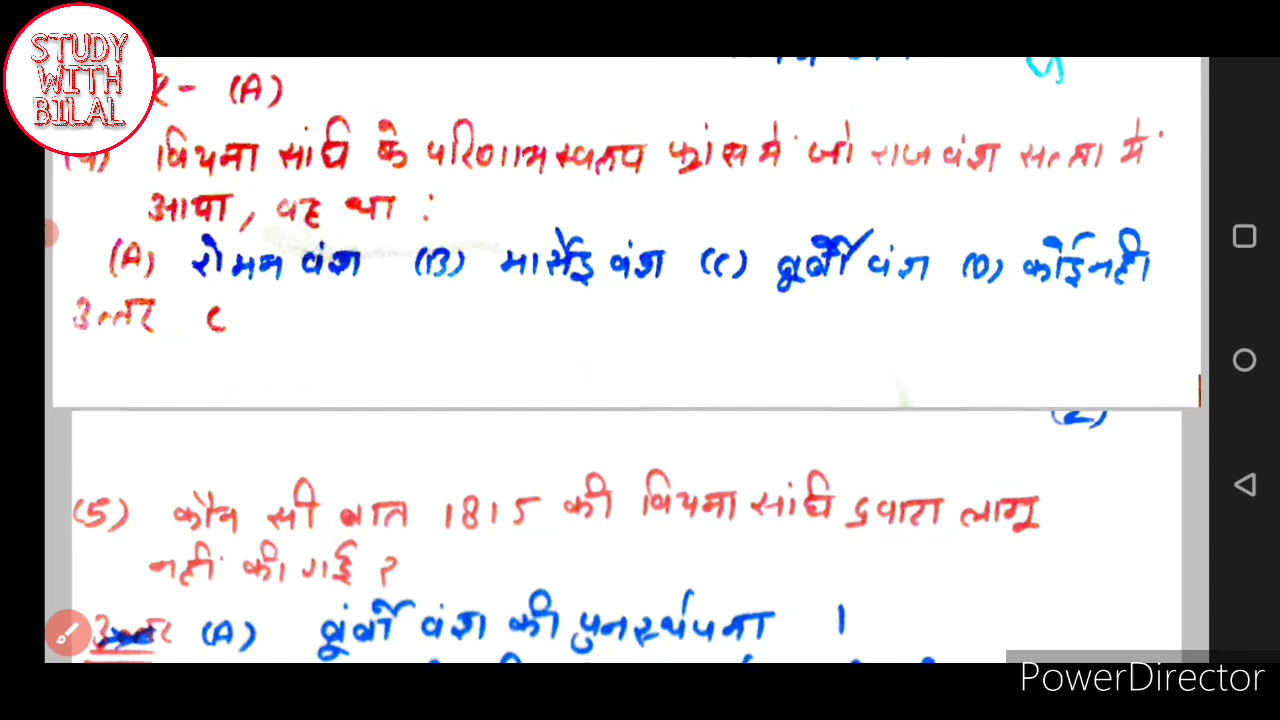 STUDY
WITH
BILAL
र - (A)
वियना संधि के परिणामस्वरूप फ्रांस में जो राजवंश सत्ता में
आया, वह था :
(A) रोमन वंश (B) मार्सेई वंश (C) बूर्बों वंश (D) कोई नही
उत्तर C
(2)
(5) कौन सी बात 1815 की वियना संधि द्वारा लागू
नहीं की गई ?
उत्तर (A) बूर्बों वंश की पुनर्स्थापना ।
PowerDirector